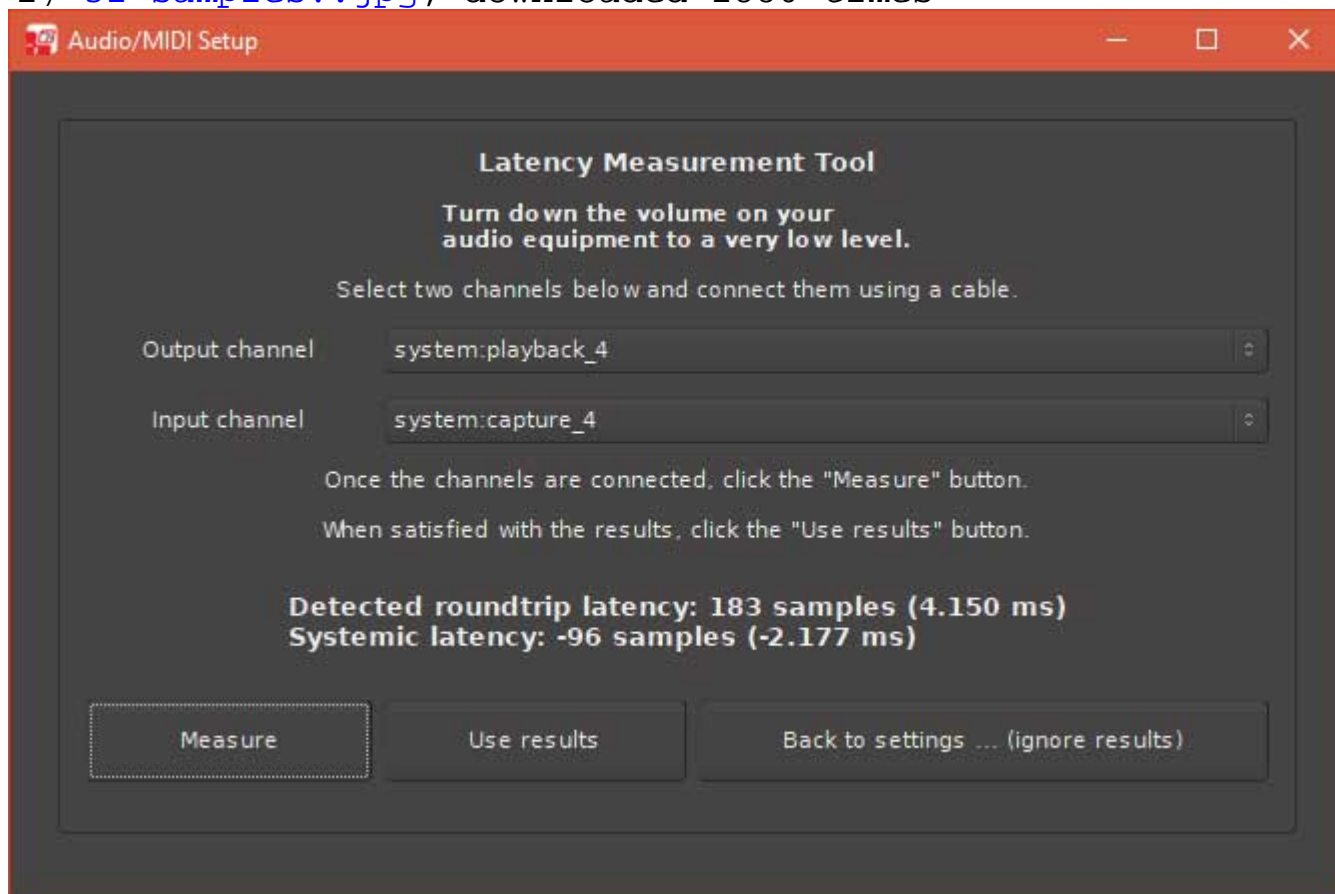 Audio/MIDI Setup
Latency Measurement Tool
Turn down the volume on your
audio equipment to a very low level.
Select two channels below and connect them using a cable.
Output channel system:playback_4
Input channel system:capture_4
Once the channels are connected, click the "Measure" button.
When satisfied with the results, click the "Use results" button.
Detected roundtrip latency: 183 samples (4.150 ms)
Systemic latency: -96 samples (-2.177 ms)
Measure Use results Back to settings ... (ignore results)